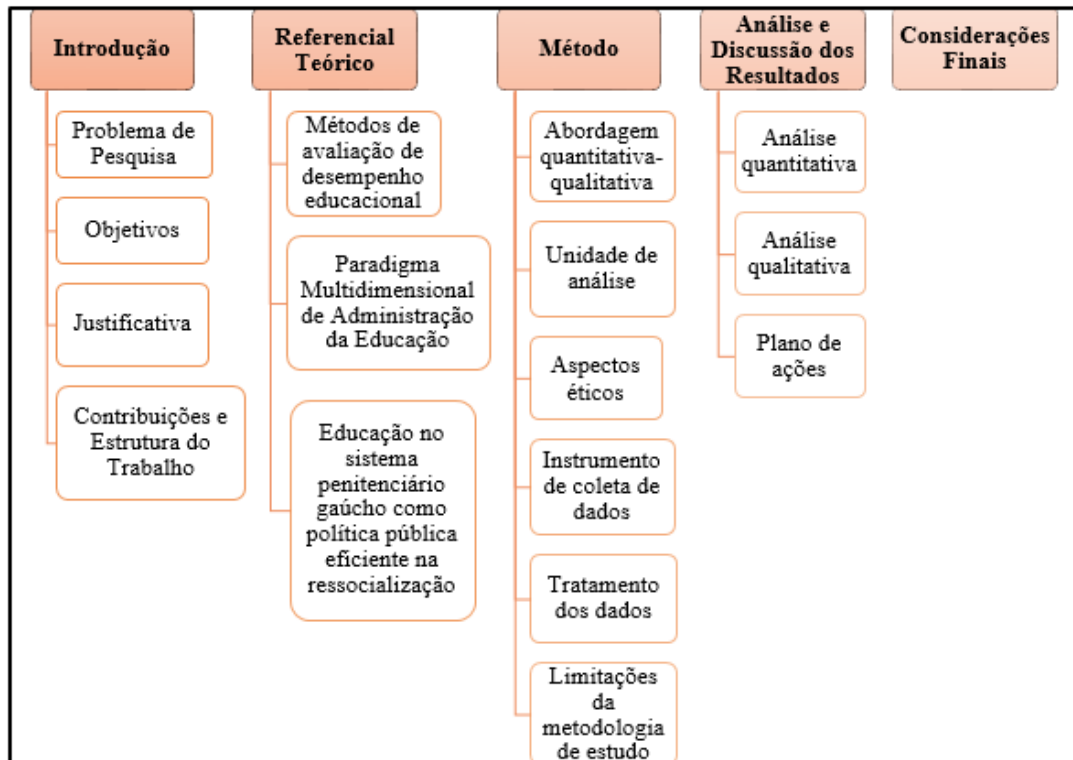 Introdução
Problema de
Pesquisa
Objetivos
Justificativa
Contribuições e
Estrutura do
Trabalho
Referencial
Teórico
Métodos de
avaliação de
desempenho
educacional
Paradigma
Multidimensional
de Administração
da Educação
Educação no
sistema
penitenciário
gaúcho como
política pública
eficiente na
ressocialização
Método
Abordagem
quantitativa-
qualitativa
Unidade de
análise
Aspectos
éticos
Instrumento
de coleta de
dados
Tratamento
dos dados
Limitações
da
metodologia
de estudo
Análise e
Discussão dos
Resultados
Análise
quantitativa
Análise
qualitativa
Plano de
ações
Considerações
Finais